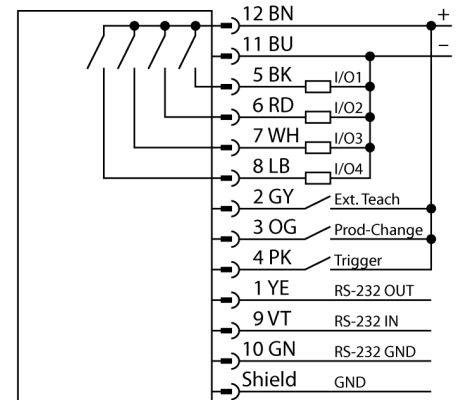 12 BN +
11 BU −
5 BK I/O1
6 RD I/O2
7 WH I/O3
8 LB I/O4
2 GY Ext. Teach
3 OG Prod-Change
4 PK Trigger
1 YE RS-232 OUT
9 VT RS-232 IN
10 GN RS-232 GND
Shield GND